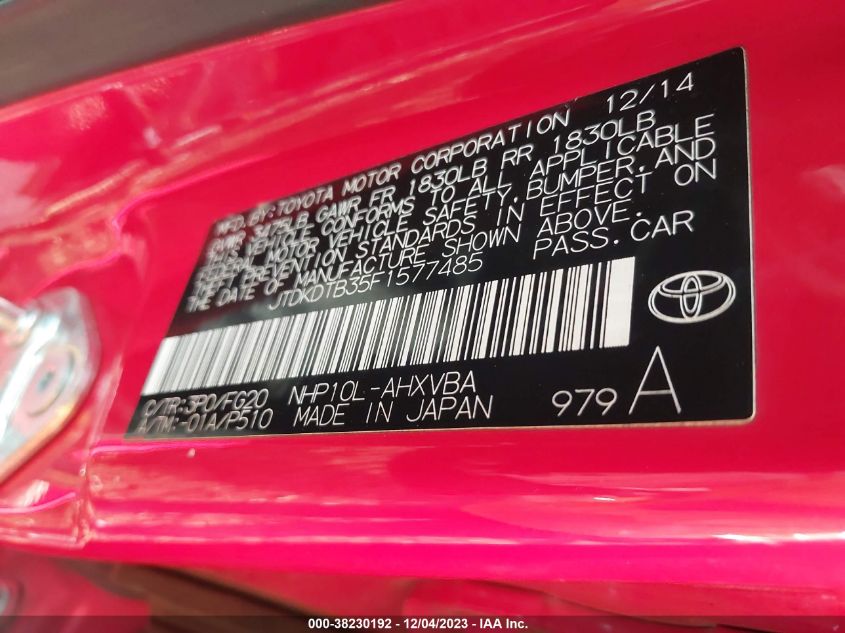 MFD. BY: TOYOTA MOTOR CORPORATION 12/14
GVWR 3475LB GAWR FR 1830LB RR 1830LB
THIS VEHICLE CONFORMS TO ALL APPLICABLE
FEDERAL MOTOR VEHICLE SAFETY, BUMPER, AND
THEFT PREVENTION STANDARDS IN EFFECT ON
THE DATE OF MANUFACTURE SHOWN ABOVE.
JTDKDTB35F1577485 PASS. CAR
C/TR: 3P0/FG20 NHP10L-AHXVBA
A/TM: -01A/P510 MADE IN JAPAN 979 A
000-38230192 - 12/04/2023 - IAA Inc.